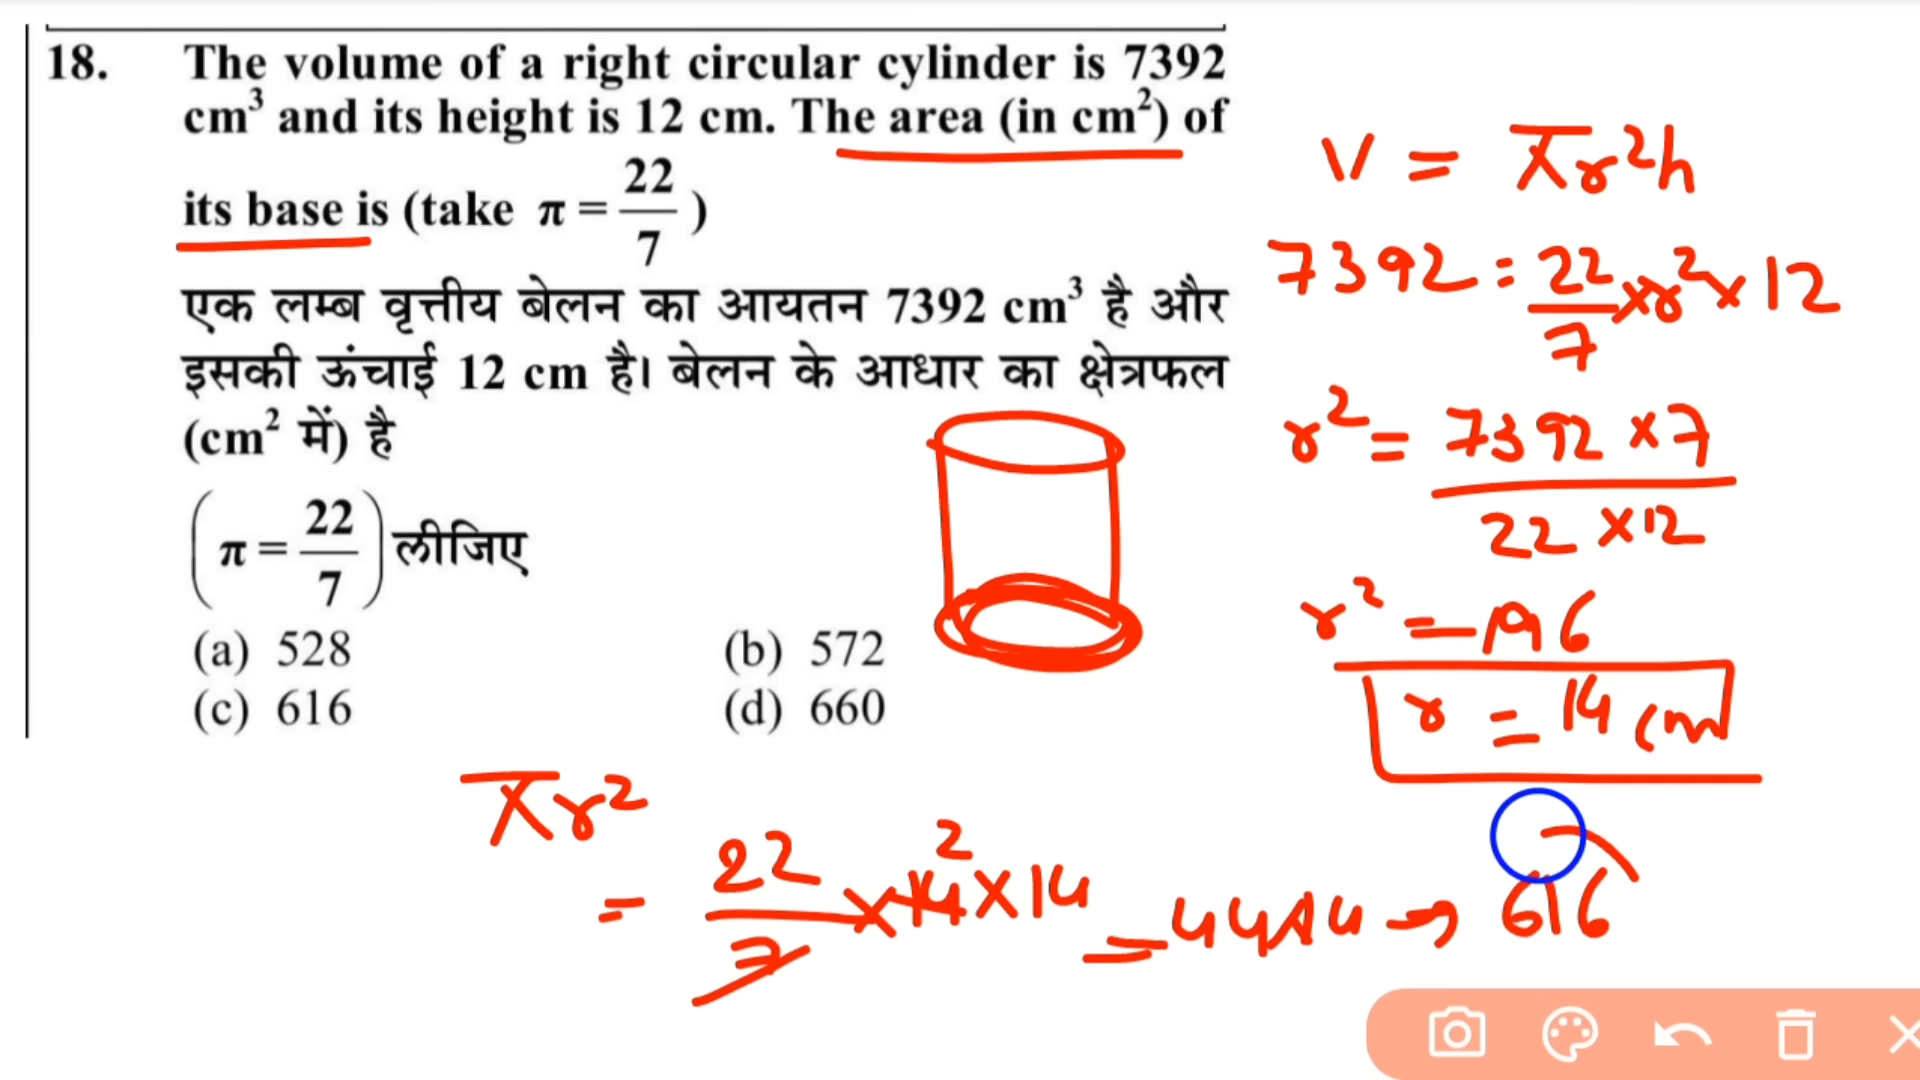 18. The volume of a right circular cylinder is 7392
cm³ and its height is 12 cm. The area (in cm²) of
its base is (take π = 22/7)
एक लम्ब वृत्तीय बेलन का आयतन 7392 cm³ है और
इसकी ऊंचाई 12 cm है। बेलन के आधार का क्षेत्रफल
(cm² में) है
(π = 22/7) लीजिए
(a) 528 (b) 572
(c) 616 (d) 660
V = πr²h
7392 = 22/7 × r² × 12
r² = 7392 × 7 / 22 × 12
r² = 196
r = 14 cm
πr²
= 22/7 × 14 2 × 14 = 44×14 → 616